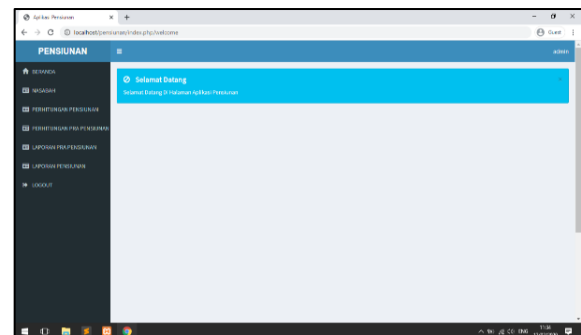 Aplikasi Pensiunan
localhost/pensiunan/index.php/welcome
Guest
PENSIUNAN
admin
BERANDA
NASABAH
PERHITUNGAN PENSIUNAN
PERHITUNGAN PRA PENSIUNAN
LAPORAN PRA PENSIUNAN
LAPORAN PENSIUNAN
LOGOUT
Selamat Datang
Selamat Datang Di Halaman Aplikasi Pensiunan
ENG